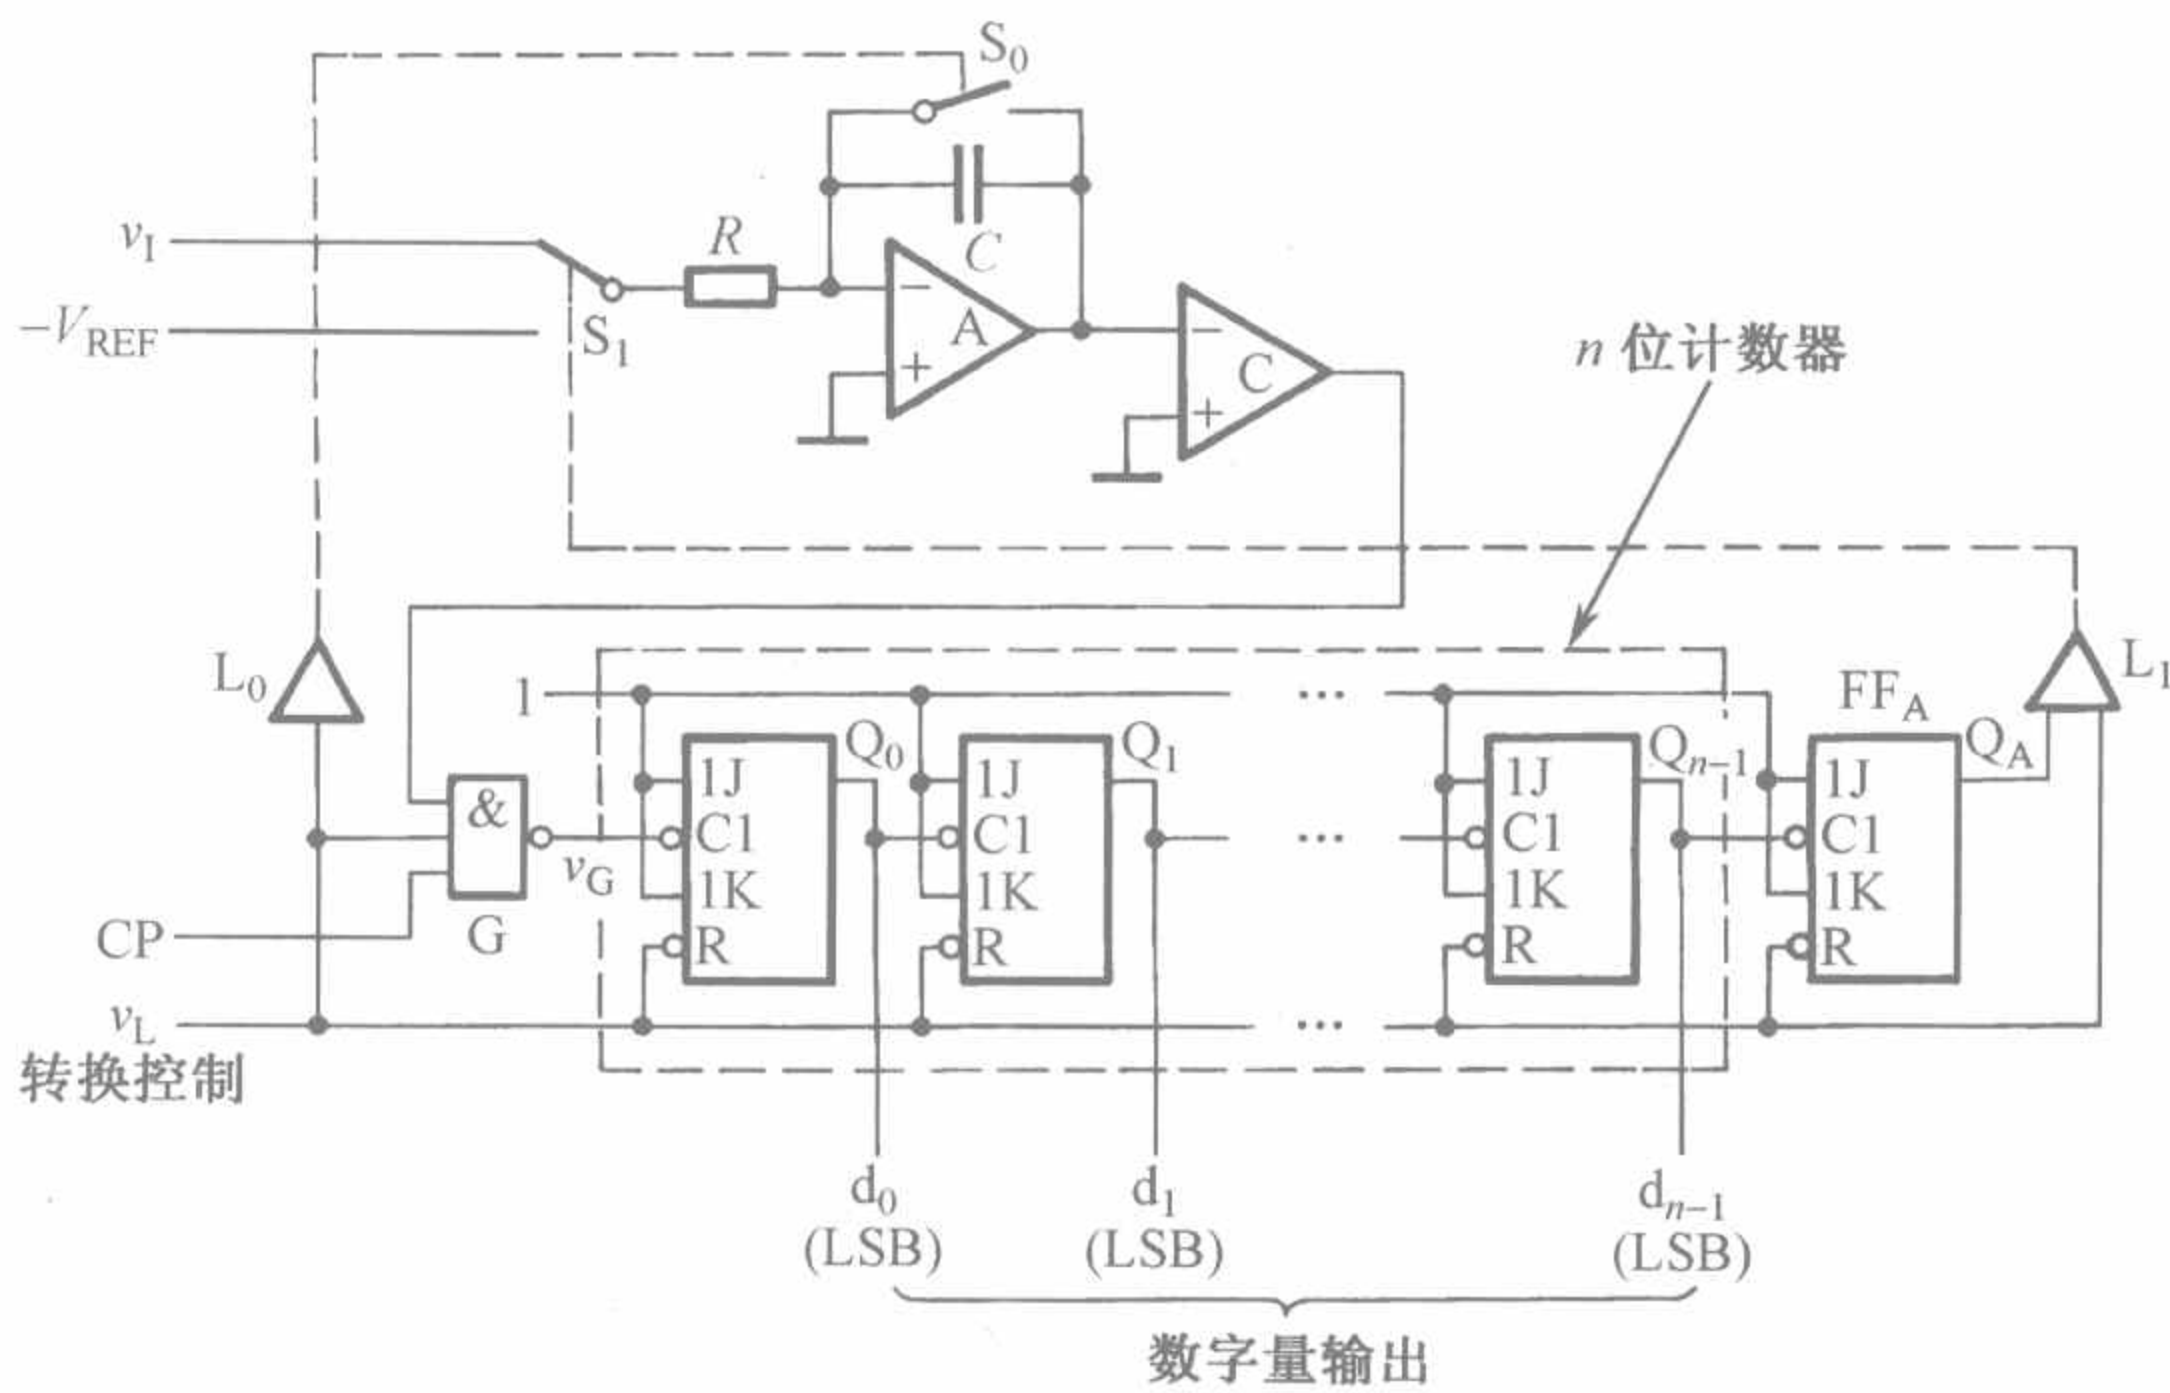 S0
vI
R
C
−VREF
S1
−
A
+
−
C
+
n 位计数器
L0
L1
1
FFA
Q0
Q1
Qn−1
QA
&
1J
C1
1K
R
1J
C1
1K
R
1J
C1
1K
R
1J
C1
1K
R
...
...
...
vG
G
CP
vL
转换控制
d0
(LSB)
d1
(LSB)
dn−1
(LSB)
数字量输出